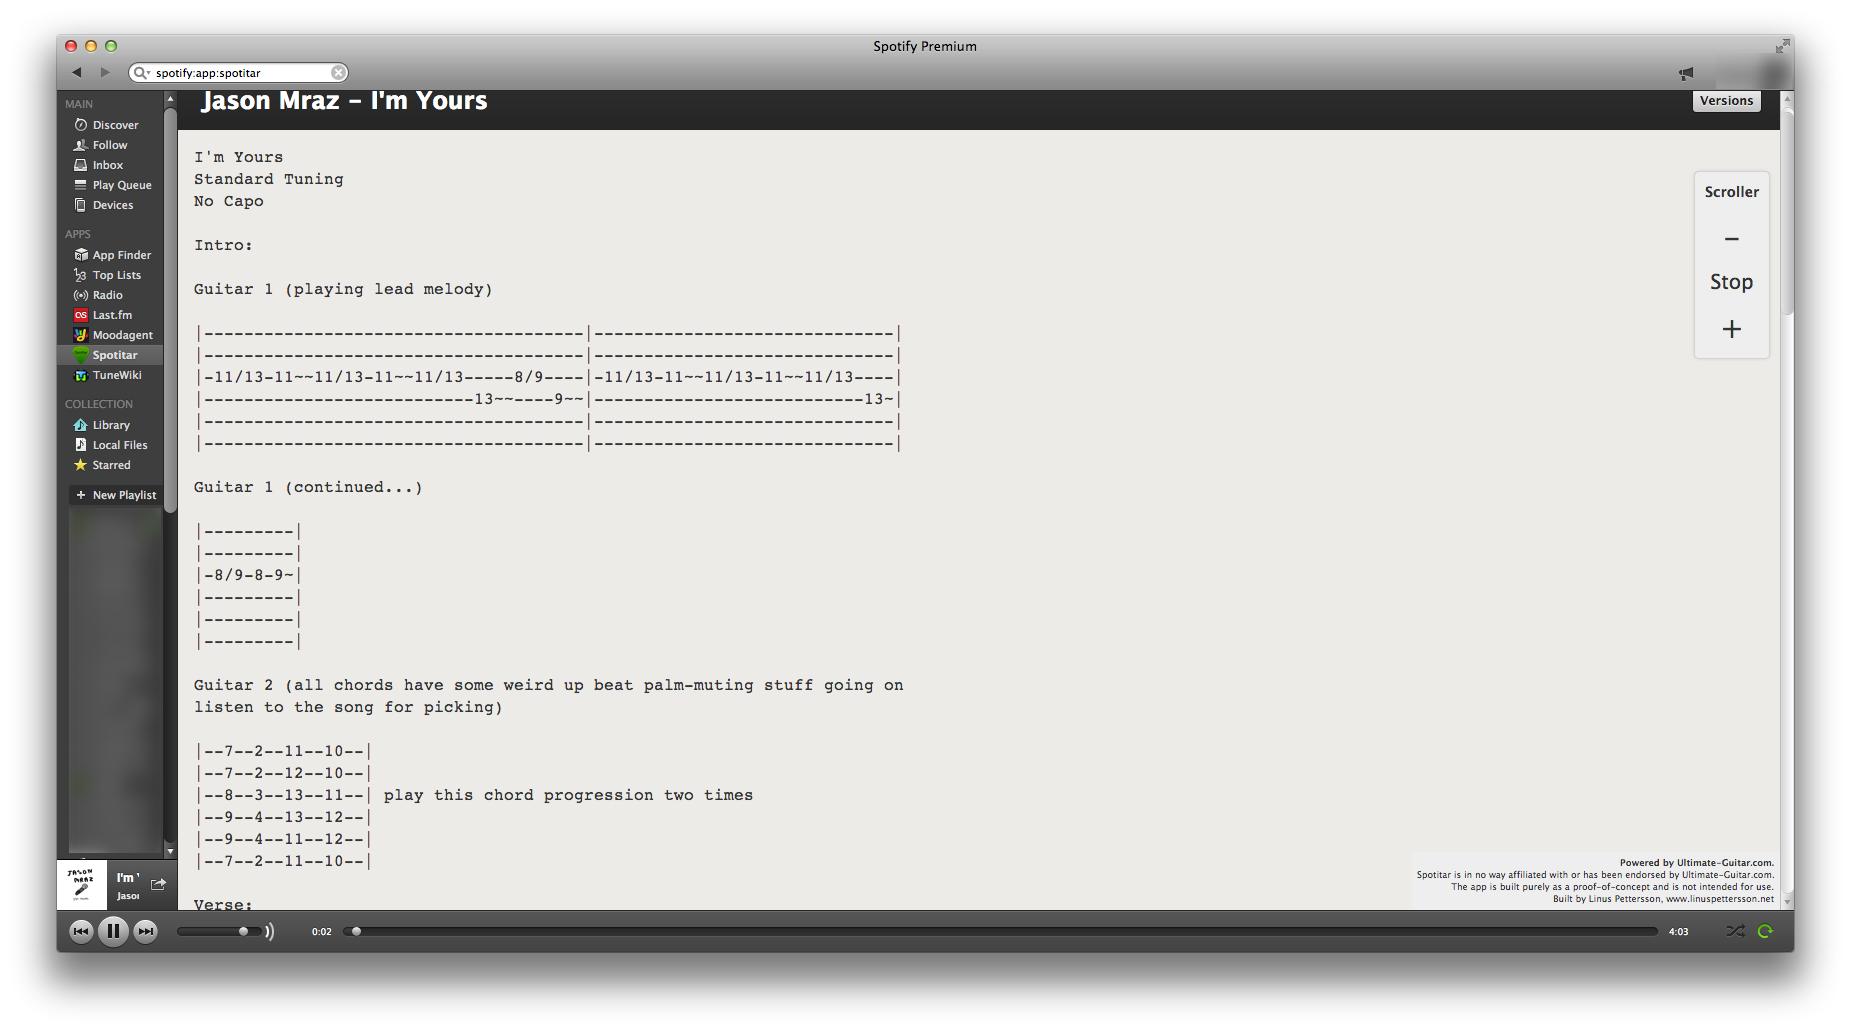 Spotify Premium
spotify:app:spotitar
MAIN
Discover
Follow
Inbox
Play Queue
Devices
APPS
App Finder
Top Lists
Radio
Last.fm
Moodagent
Spotitar
TuneWiki
COLLECTION
Library
Local Files
Starred
+ New Playlist
JASON
MRAZ
I'm Y
Jason
Jason Mraz - I'm Yours
Versions
I'm Yours
Standard Tuning
No Capo
Intro:
Guitar 1 (playing lead melody)
|--------------------------------------|------------------------------|
|--------------------------------------|------------------------------|
|-11/13-11~~11/13-11~~11/13-----8/9----|-11/13-11~~11/13-11~~11/13----|
|---------------------------13~~----9~~|---------------------------13~|
|--------------------------------------|------------------------------|
|--------------------------------------|------------------------------|
Guitar 1 (continued...)
|---------|
|---------|
|-8/9-8-9~|
|---------|
|---------|
|---------|
Guitar 2 (all chords have some weird up beat palm-muting stuff going on
listen to the song for picking)
|--7--2--11--10--|
|--7--2--12--10--|
|--8--3--13--11--| play this chord progression two times
|--9--4--13--12--|
|--9--4--11--12--|
|--7--2--11--10--|
Verse:
Scroller
−
Stop
+
Powered by Ultimate-Guitar.com.
Spotitar is in no way affiliated with or has been endorsed by Ultimate-Guitar.com.
The app is built purely as a proof-of-concept and is not intended for use.
Built by Linus Pettersson, www.linuspettersson.net
0:02
4:03